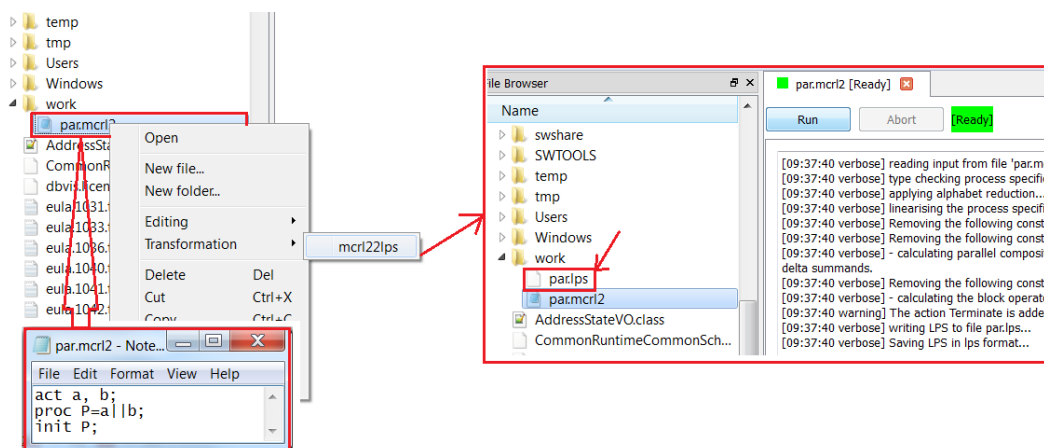 temp
tmp
Users
Windows
work
par.mcrl2
AddressSta
CommonR
dbvis.licen
eula.1031.t
eula.1033.t
eula.1036.t
eula.1040.t
eula.1041.t
eula.1042.t
Open
New file...
New folder...
Editing
Transformation
mcrl22lps
Delete Del
Cut Ctrl+X
Copy Ctrl+C
par.mcrl2 - Note...
File Edit Format View Help
act a, b;
proc P=a||b;
init P;
ile Browser
Name
swshare
SWTOOLS
temp
tmp
Users
Windows
work
par.lps
par.mcrl2
AddressStateVO.class
CommonRuntimeCommonSch...
par.mcrl2 [Ready]
Run Abort [Ready]
[09:37:40 verbose] reading input from file 'par.m
[09:37:40 verbose] type checking process specifi
[09:37:40 verbose] applying alphabet reduction...
[09:37:40 verbose] linearising the process specifi
[09:37:40 verbose] Removing the following const
[09:37:40 verbose] Removing the following const
[09:37:40 verbose] - calculating parallel composit
delta summands.
[09:37:40 verbose] Removing the following const
[09:37:40 verbose] - calculating the block operat
[09:37:40 warning] The action Terminate is adde
[09:37:40 verbose] writing LPS to file par.lps...
[09:37:40 verbose] Saving LPS in lps format...